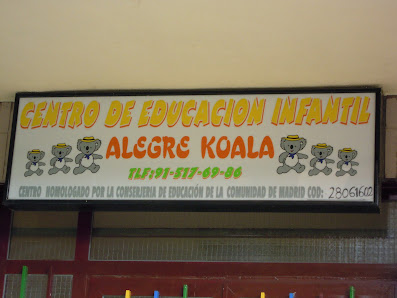 CENTRO DE EDUCACION INFANTIL
ALEGRE KOALA
TLF:91-517-69-06
CENTRO HOMOLOGADO POR LA CONSERJERIA DE EDUCACIÓN DE LA COMUNIDAD DE MADRID COD: 28061602